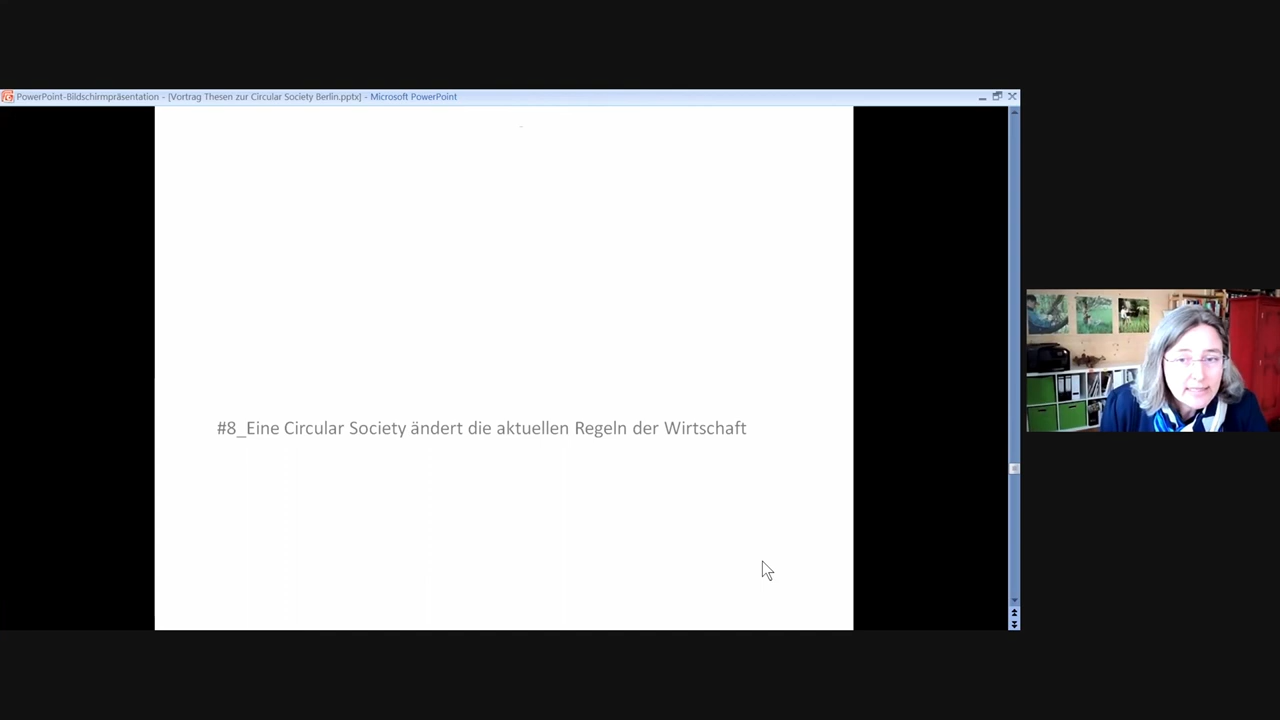 PowerPoint-Bildschirmpräsentation - [Vortrag Thesen zur Circular Society Berlin.pptx] - Microsoft PowerPoint
#8_Eine Circular Society ändert die aktuellen Regeln der Wirtschaft